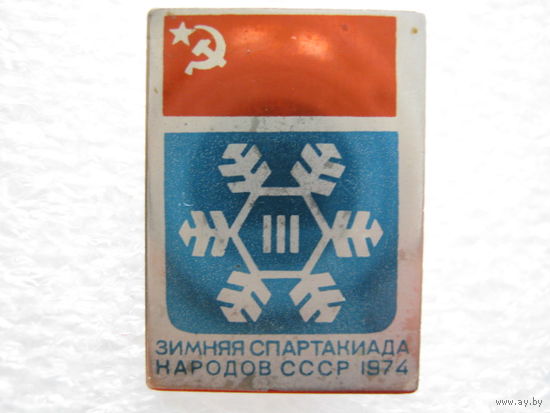 III
ЗИМНЯЯ СПАРТАКИАДА
НАРОДОВ СССР 1974
www.ay.by